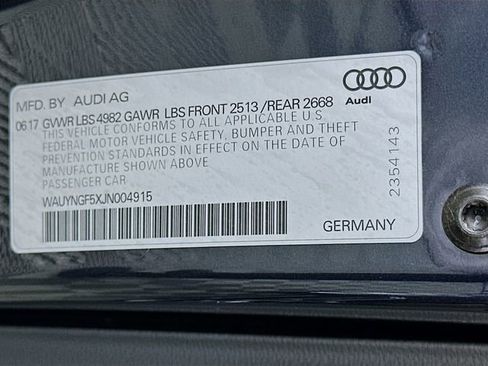 MFD. BY AUDI AG
Audi
06.17 GVWR LBS 4982 GAWR LBS FRONT 2513 /REAR 2668
THIS VEHICLE CONFORMS TO ALL APPLICABLE U.S
FEDERAL MOTOR VEHICLE SAFETY, BUMPER AND THEFT
PREVENTION STANDARDS IN EFFECT ON THE DATE OF
MANUFACTURE SHOWN ABOVE
PASSENGER CAR
WAUYNGF5XJN004915
2354143
GERMANY